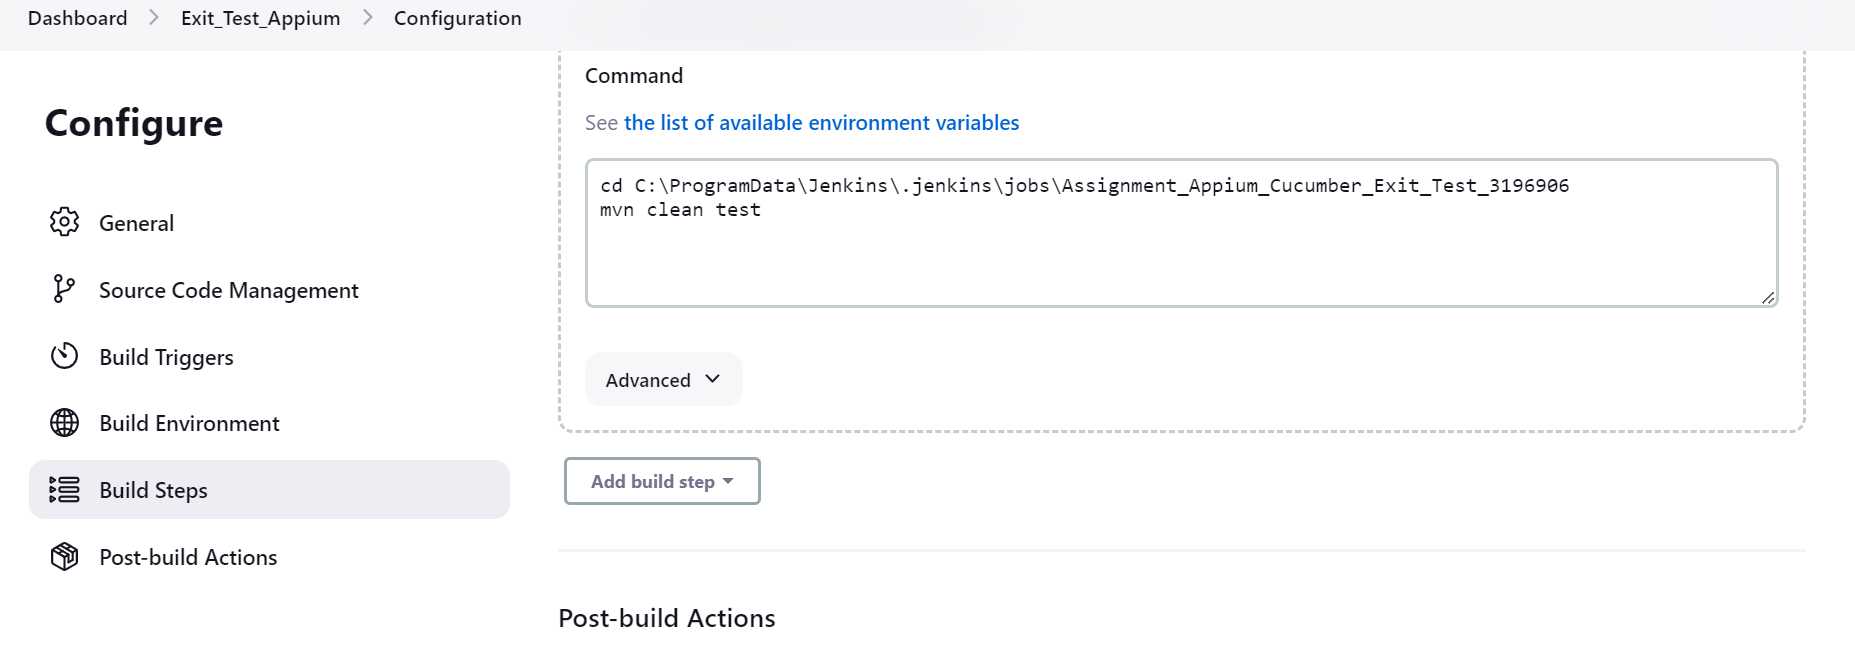 Dashboard > Exit_Test_Appium > Configuration
Configure
General
Source Code Management
Build Triggers
Build Environment
Build Steps
Post-build Actions
Command
See the list of available environment variables
cd C:\ProgramData\Jenkins\.jenkins\jobs\Assignment_Appium_Cucumber_Exit_Test_3196906
mvn clean test
Advanced
Add build step
Post-build Actions